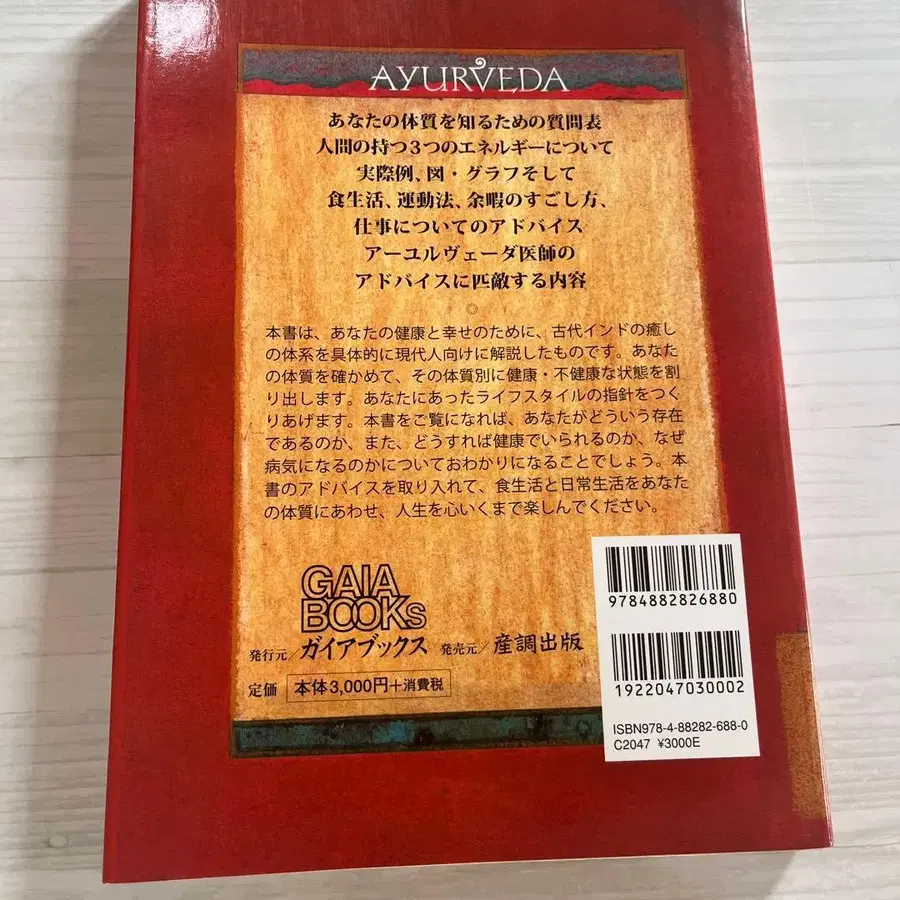 AYURVEDA
あなたの体質を知るための質問表
人間の持つ3つのエネルギーについて
実際例、図・グラフそして
食生活、運動法、余暇のすごし方、
仕事についてのアドバイス
アーユルヴェーダ医師の
アドバイスに匹敵する内容
本書は、あなたの健康と幸せのために、古代インドの癒し
の体系を具体的に現代人向けに解説したものです。あなた
の体質を確かめて、その体質別に健康・不健康な状態を割
り出します。あなたにあったライフスタイルの指針をつく
りあげます。本書をご覧になれば、あなたがどういう存在
であるのか、また、どうすれば健康でいられるのか、なぜ
病気になるのかについておわかりになることでしょう。本
書のアドバイスを取り入れて、食生活と日常生活をあなた
の体質にあわせ、人生を心いくまで楽しんでください。
GAIA
BOOKs
発行元/ガイアブックス 発売元/産調出版
定価 本体3,000円+消費税
9784882826880
1922047030002
ISBN978-4-88282-688-0
C2047 ¥3000E